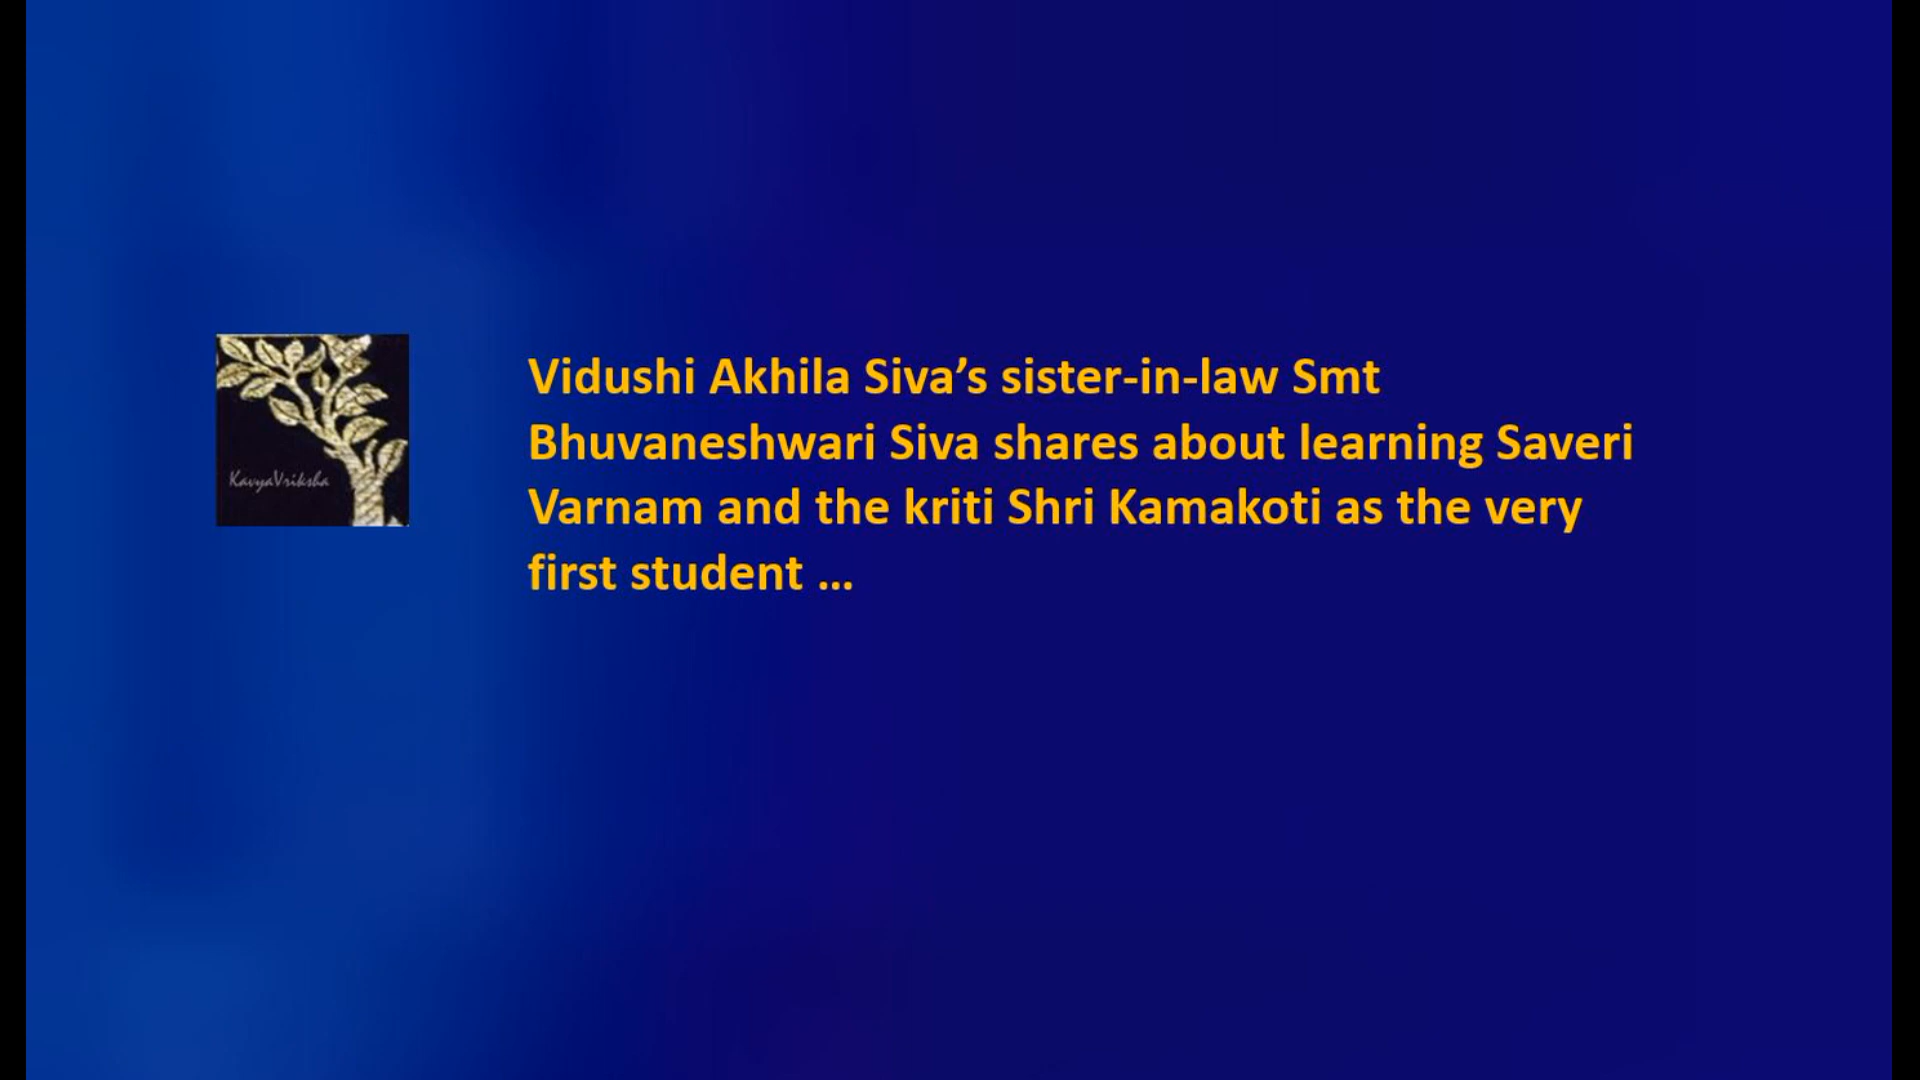 KavyaVriksha
Vidushi Akhila Siva’s sister-in-law Smt
Bhuvaneshwari Siva shares about learning Saveri
Varnam and the kriti Shri Kamakoti as the very
first student ...